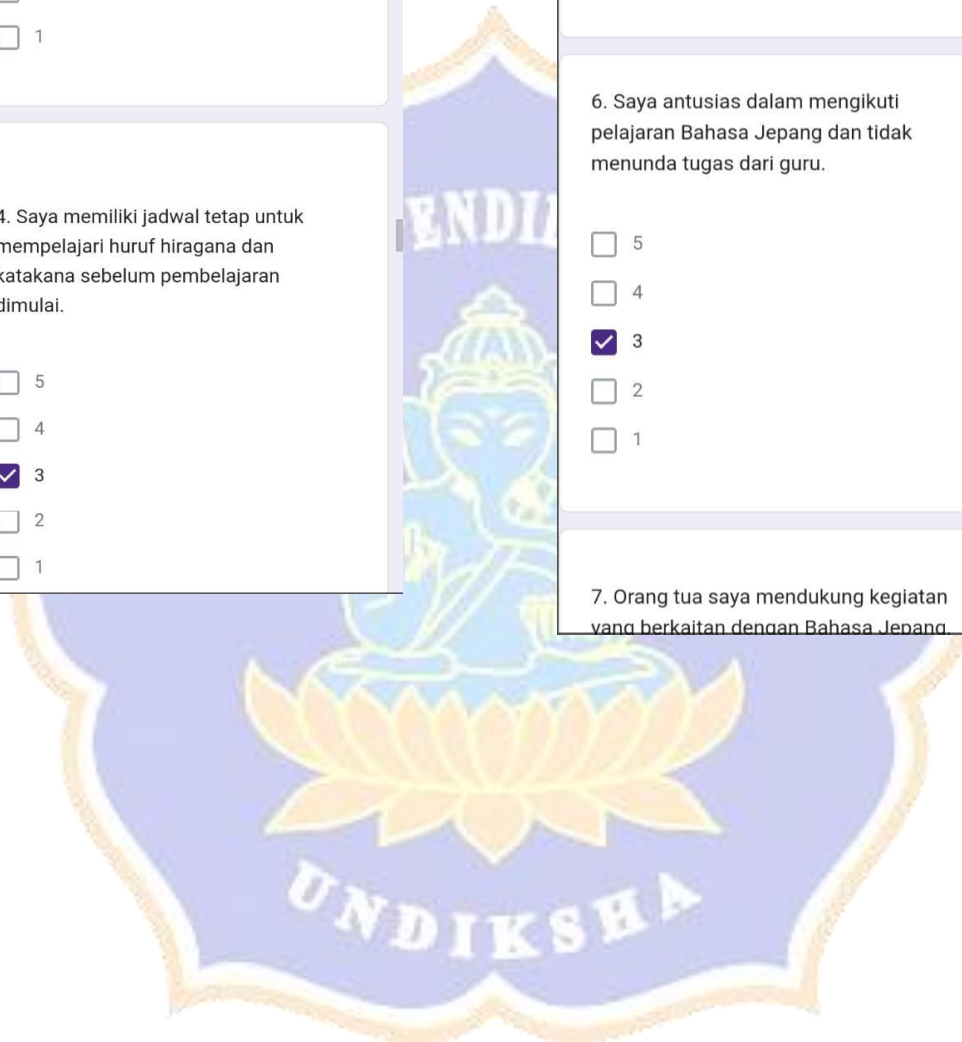 1
4. Saya memiliki jadwal tetap untuk
mempelajari huruf hiragana dan
katakana sebelum pembelajaran
dimulai.
5
4
3
2
1
6. Saya antusias dalam mengikuti
pelajaran Bahasa Jepang dan tidak
menunda tugas dari guru.
5
4
3
2
1
7. Orang tua saya mendukung kegiatan
yang berkaitan dengan Bahasa Jepang.
ENDI
UNDIKSHA